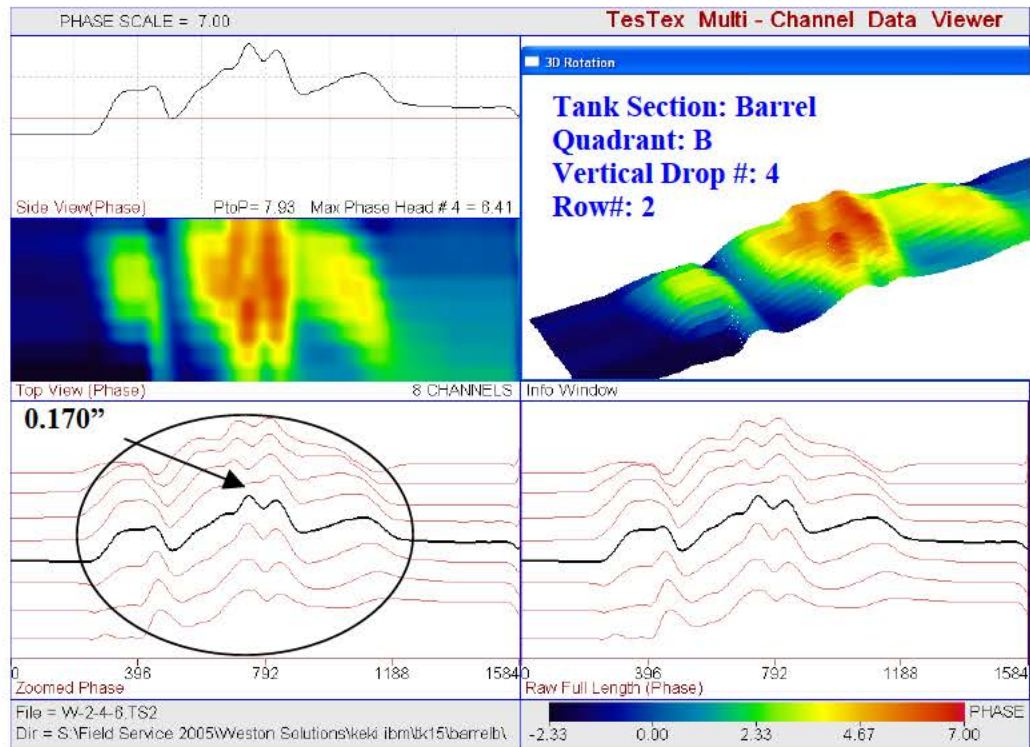 PHASE SCALE = 7.00
TesTex Multi - Channel Data Viewer
3D Rotation
Tank Section: Barrel
Quadrant: B
Vertical Drop #: 4
Row#: 2
Side View(Phase) PtoP= 7.93 Max Phase Head # 4 = 6.41
Top View (Phase) 8 CHANNELS
Info Window
0.170”
0 396 792 1188 1584
Zoomed Phase
0 396 792 1188 1584
Raw Full Length (Phase)
File = W-2-4-6.TS2
Dir = S:\Field Service 2005\Weston Solutions\keki ibm\tk15\barrelb\
PHASE
-2.33 0.00 2.33 4.67 7.00